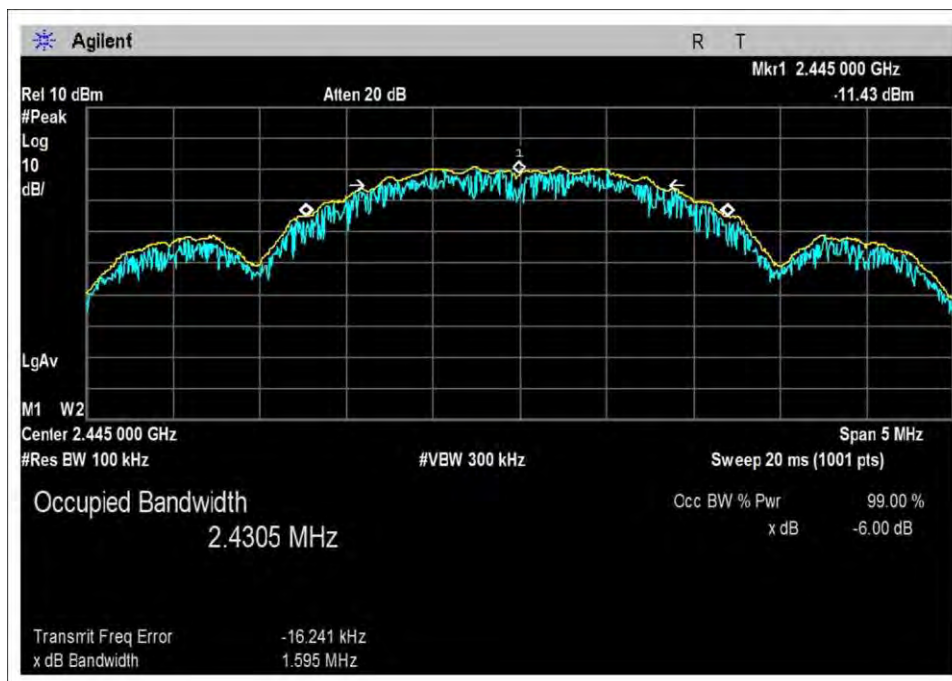 Agilent R T
Mkr1 2.445 000 GHz
Rel 10 dBm Atten 20 dB -11.43 dBm
#Peak
Log
10
dB/
1
LgAv
M1 W2
Center 2.445 000 GHz Span 5 MHz
#Res BW 100 kHz #VBW 300 kHz Sweep 20 ms (1001 pts)
Occupied Bandwidth Occ BW % Pwr 99.00 %
2.4305 MHz x dB -6.00 dB
Transmit Freq Error -16.241 kHz
x dB Bandwidth 1.595 MHz